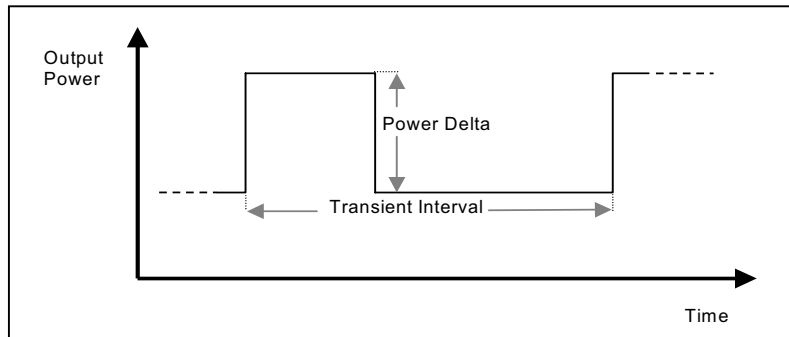 Output
Power
Power Delta
Transient Interval
Time